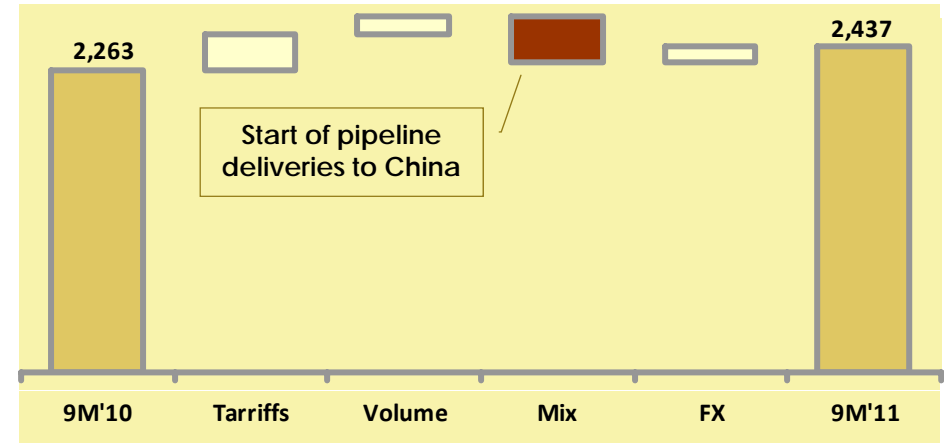 2,263
2,437
Start of pipeline
deliveries to China
9M'10
Tarriffs
Volume
Mix
FX
9M'11